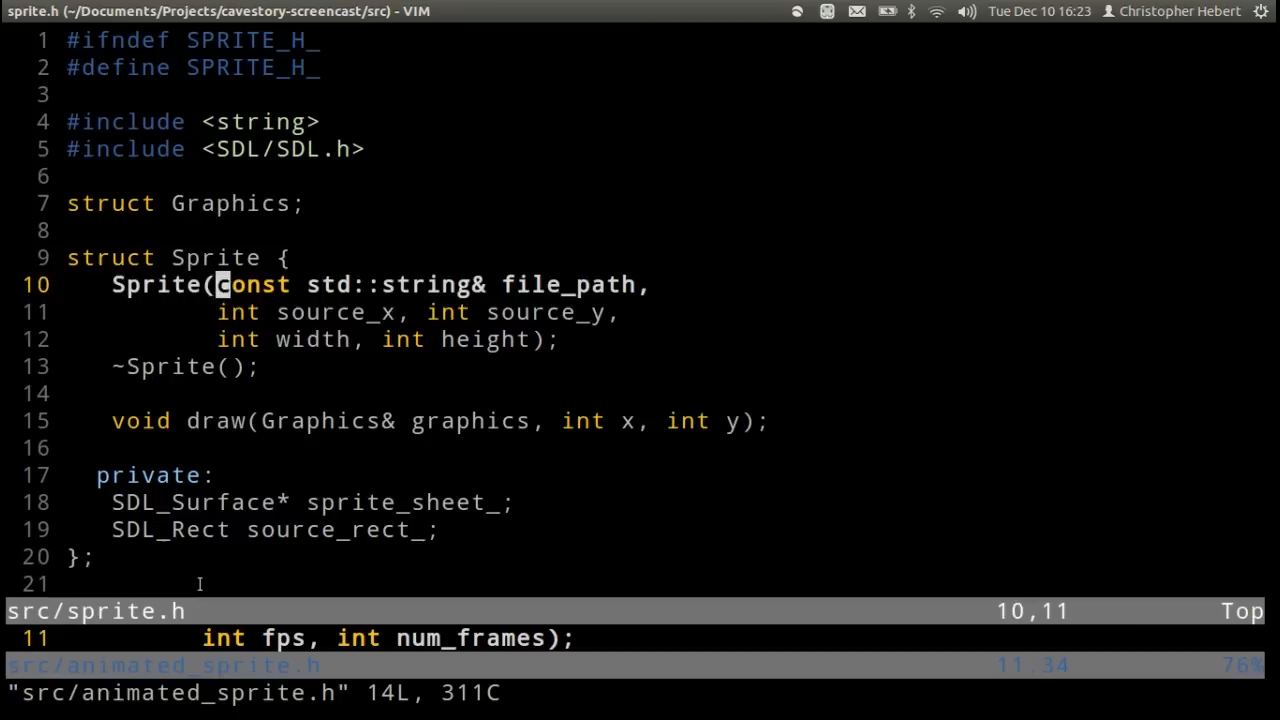 sprite.h (~/Documents/Projects/cavestory-screencast/src) - VIM Tue Dec 10 16:23 Christopher Hebert
1 #ifndef SPRITE_H_
2 #define SPRITE_H_
3
4 #include <string>
5 #include <SDL/SDL.h>
6
7 struct Graphics;
8
9 struct Sprite {
10 Sprite(const std::string& file_path,
11 int source_x, int source_y,
12 int width, int height);
13 ~Sprite();
14
15 void draw(Graphics& graphics, int x, int y);
16
17 private:
18 SDL_Surface* sprite_sheet_;
19 SDL_Rect source_rect_;
20 };
21
src/sprite.h 10,11 Top
11 int fps, int num_frames);
src/animated_sprite.h 11,34 76%
"src/animated_sprite.h" 14L, 311C